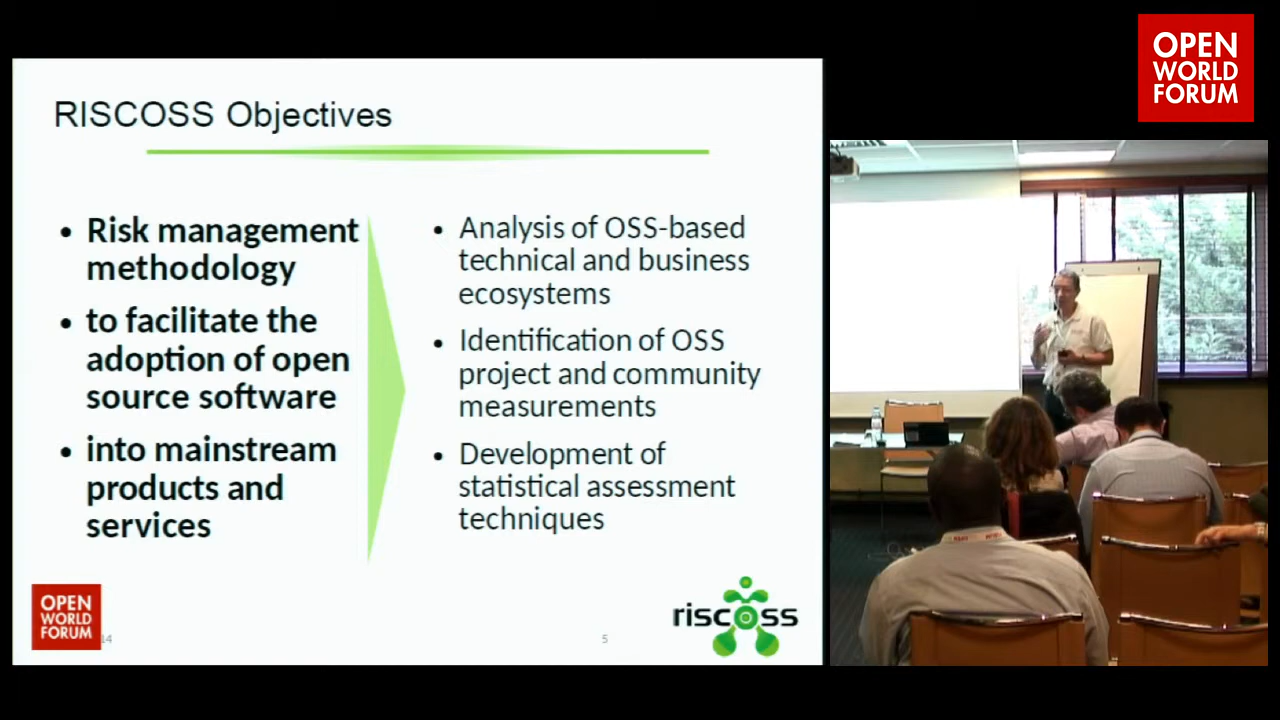 OPEN
WORLD
FORUM
RISCOSS Objectives
• Risk management
methodology
• to facilitate the
adoption of open
source software
• into mainstream
products and
services
• Analysis of OSS-based
technical and business
ecosystems
• Identification of OSS
project and community
measurements
• Development of
statistical assessment
techniques
OPEN
WORLD
FORUM
14
5
riscoss